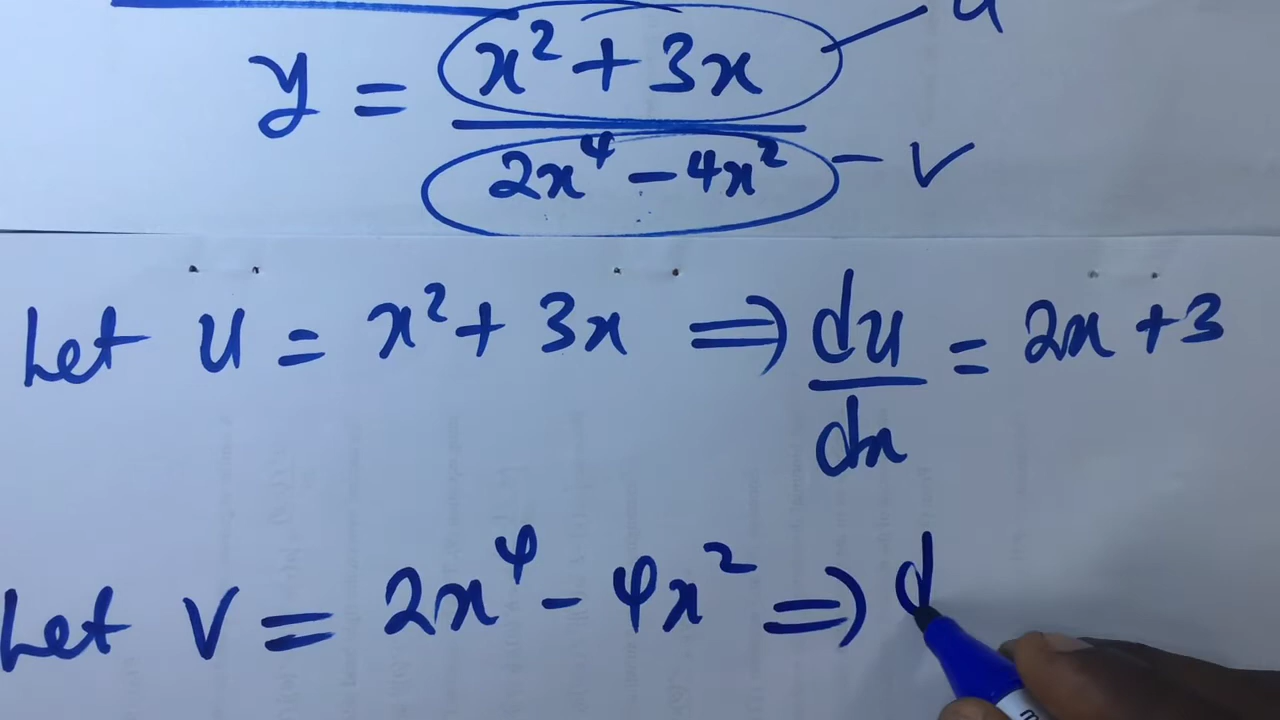 y = x² + 3x — u
2x⁴ - 4x² — v
Let u = x² + 3x ⟹ du/dx = 2x + 3
Let v = 2x⁴ - 4x² ⟹ d